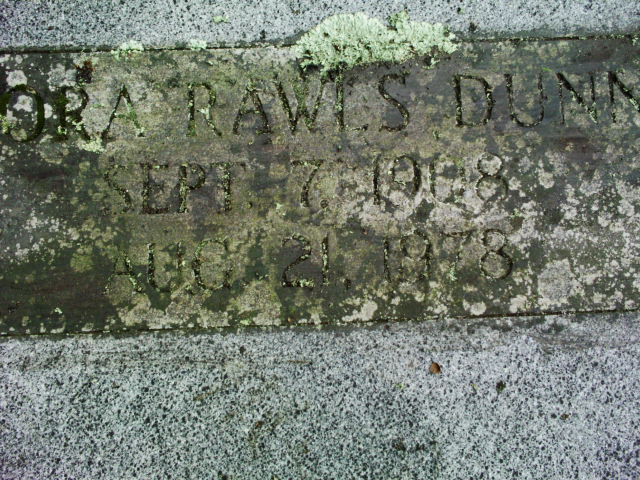 ORA RAWLS DUNN
SEPT. 7, 1908
AUG. 21, 1978